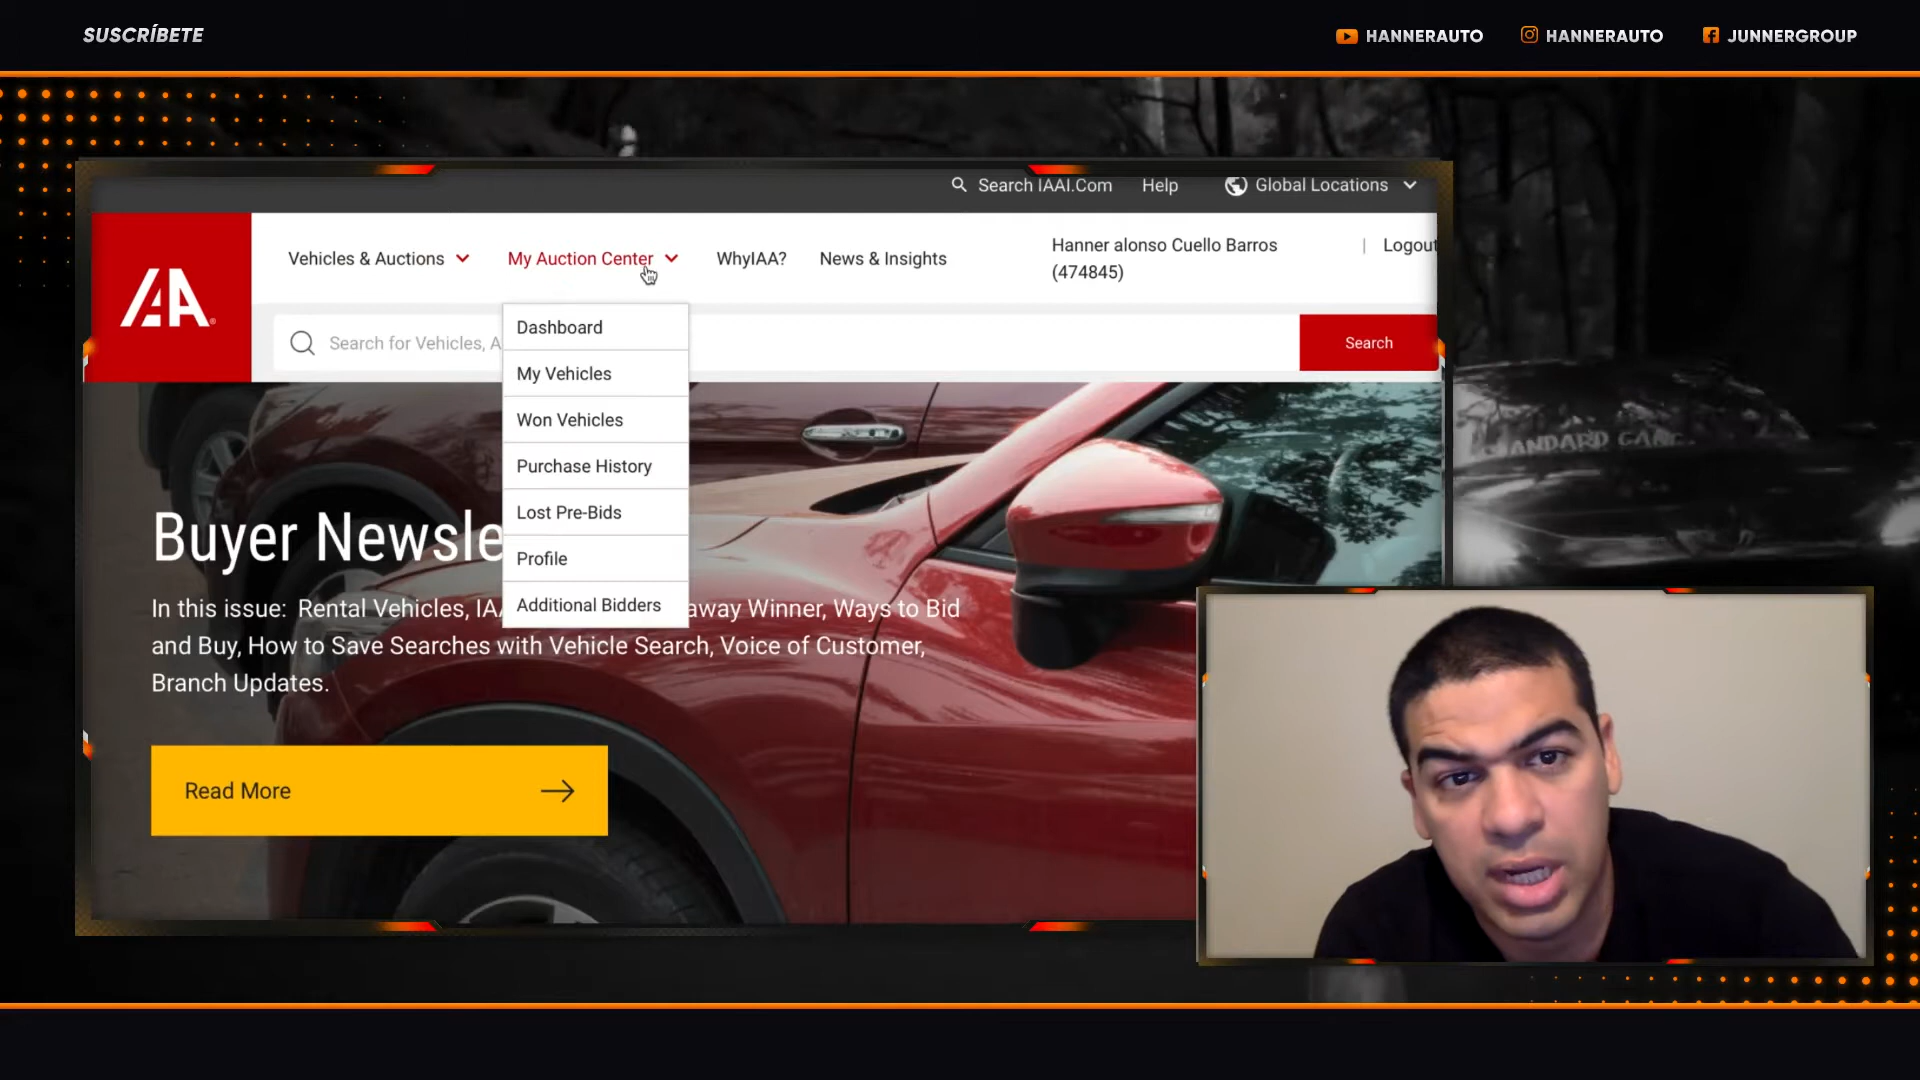 SUSCRÍBETE
HANNERAUTO
HANNERAUTO
JUNNERGROUP
Search IAAI.Com
Help
Global Locations
IAA
Vehicles & Auctions
My Auction Center
WhyIAA?
News & Insights
Hanner alonso Cuello Barros
(474845)
| Logout
Search for Vehicles, A
Search
Dashboard
My Vehicles
Won Vehicles
Purchase History
Lost Pre-Bids
Profile
Additional Bidders
Buyer Newsle
In this issue: Rental Vehicles, IA away Winner, Ways to Bid
and Buy, How to Save Searches with Vehicle Search, Voice of Customer,
Branch Updates.
Read More